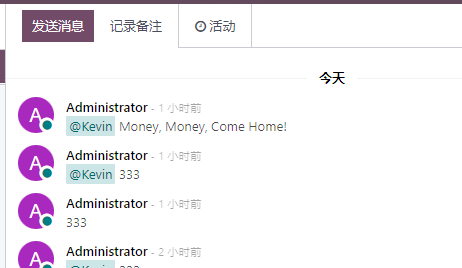 发送消息 记录备注 活动
今天
A
Administrator - 1 小时前
@Kevin Money, Money, Come Home!
A
Administrator - 1 小时前
@Kevin 333
A
Administrator - 1 小时前
333
A
Administrator - 2 小时前
@Kevin